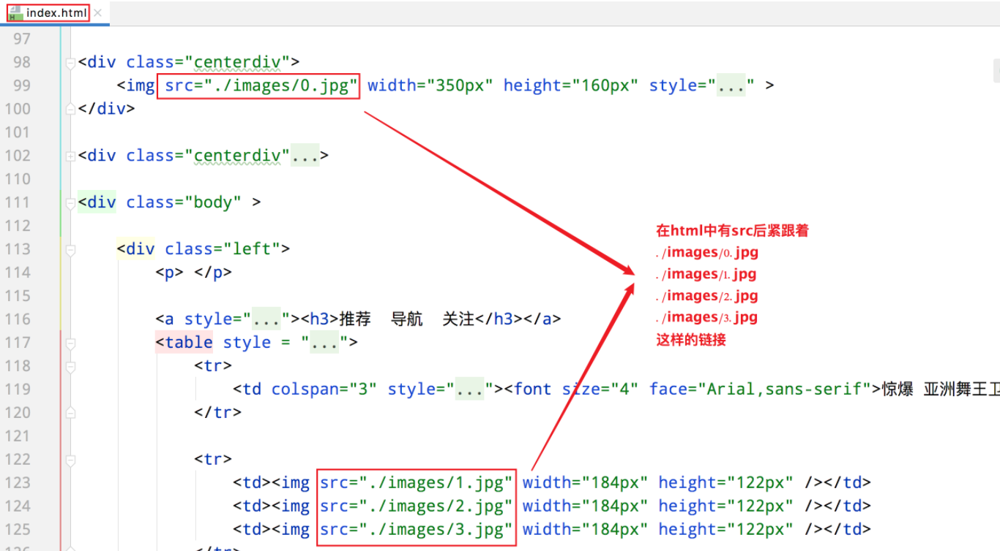 index.html
97
98 <div class="centerdiv">
99 <img src="./images/0.jpg" width="350px" height="160px" style="..." >
100 </div>
101
102 <div class="centerdiv"...>
110
111 <div class="body" >
112
113 <div class="left">
114 <p> </p>
115
116 <a style="..."><h3>推荐 导航 关注</h3></a>
117 <table style = "...">
118 <tr>
119 <td colspan="3" style="..."><font size="4" face="Arial,sans-serif">惊爆 亚洲舞王卫
120 </tr>
121
122 <tr>
123 <td><img src="./images/1.jpg" width="184px" height="122px" /></td>
124 <td><img src="./images/2.jpg" width="184px" height="122px" /></td>
125 <td><img src="./images/3.jpg" width="184px" height="122px" /></td>
126 </tr>
在html中有src后紧跟着
./images/0.jpg
./images/1.jpg
./images/2.jpg
./images/3.jpg
这样的链接